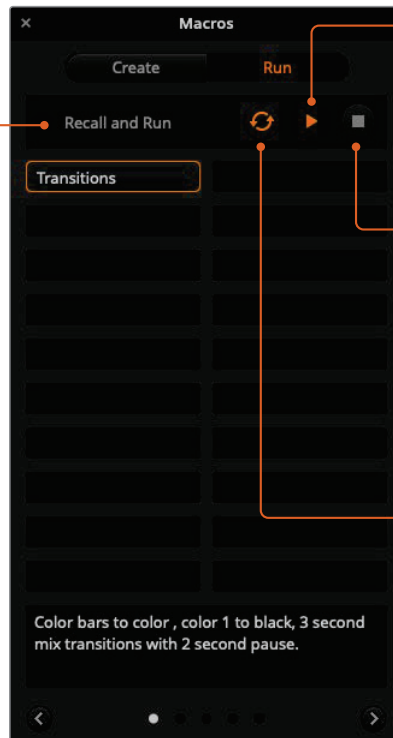 Macros
Create Run
Recall and Run
Transitions
Color bars to color , color 1 to black, 3 second
mix transitions with 2 second pause.